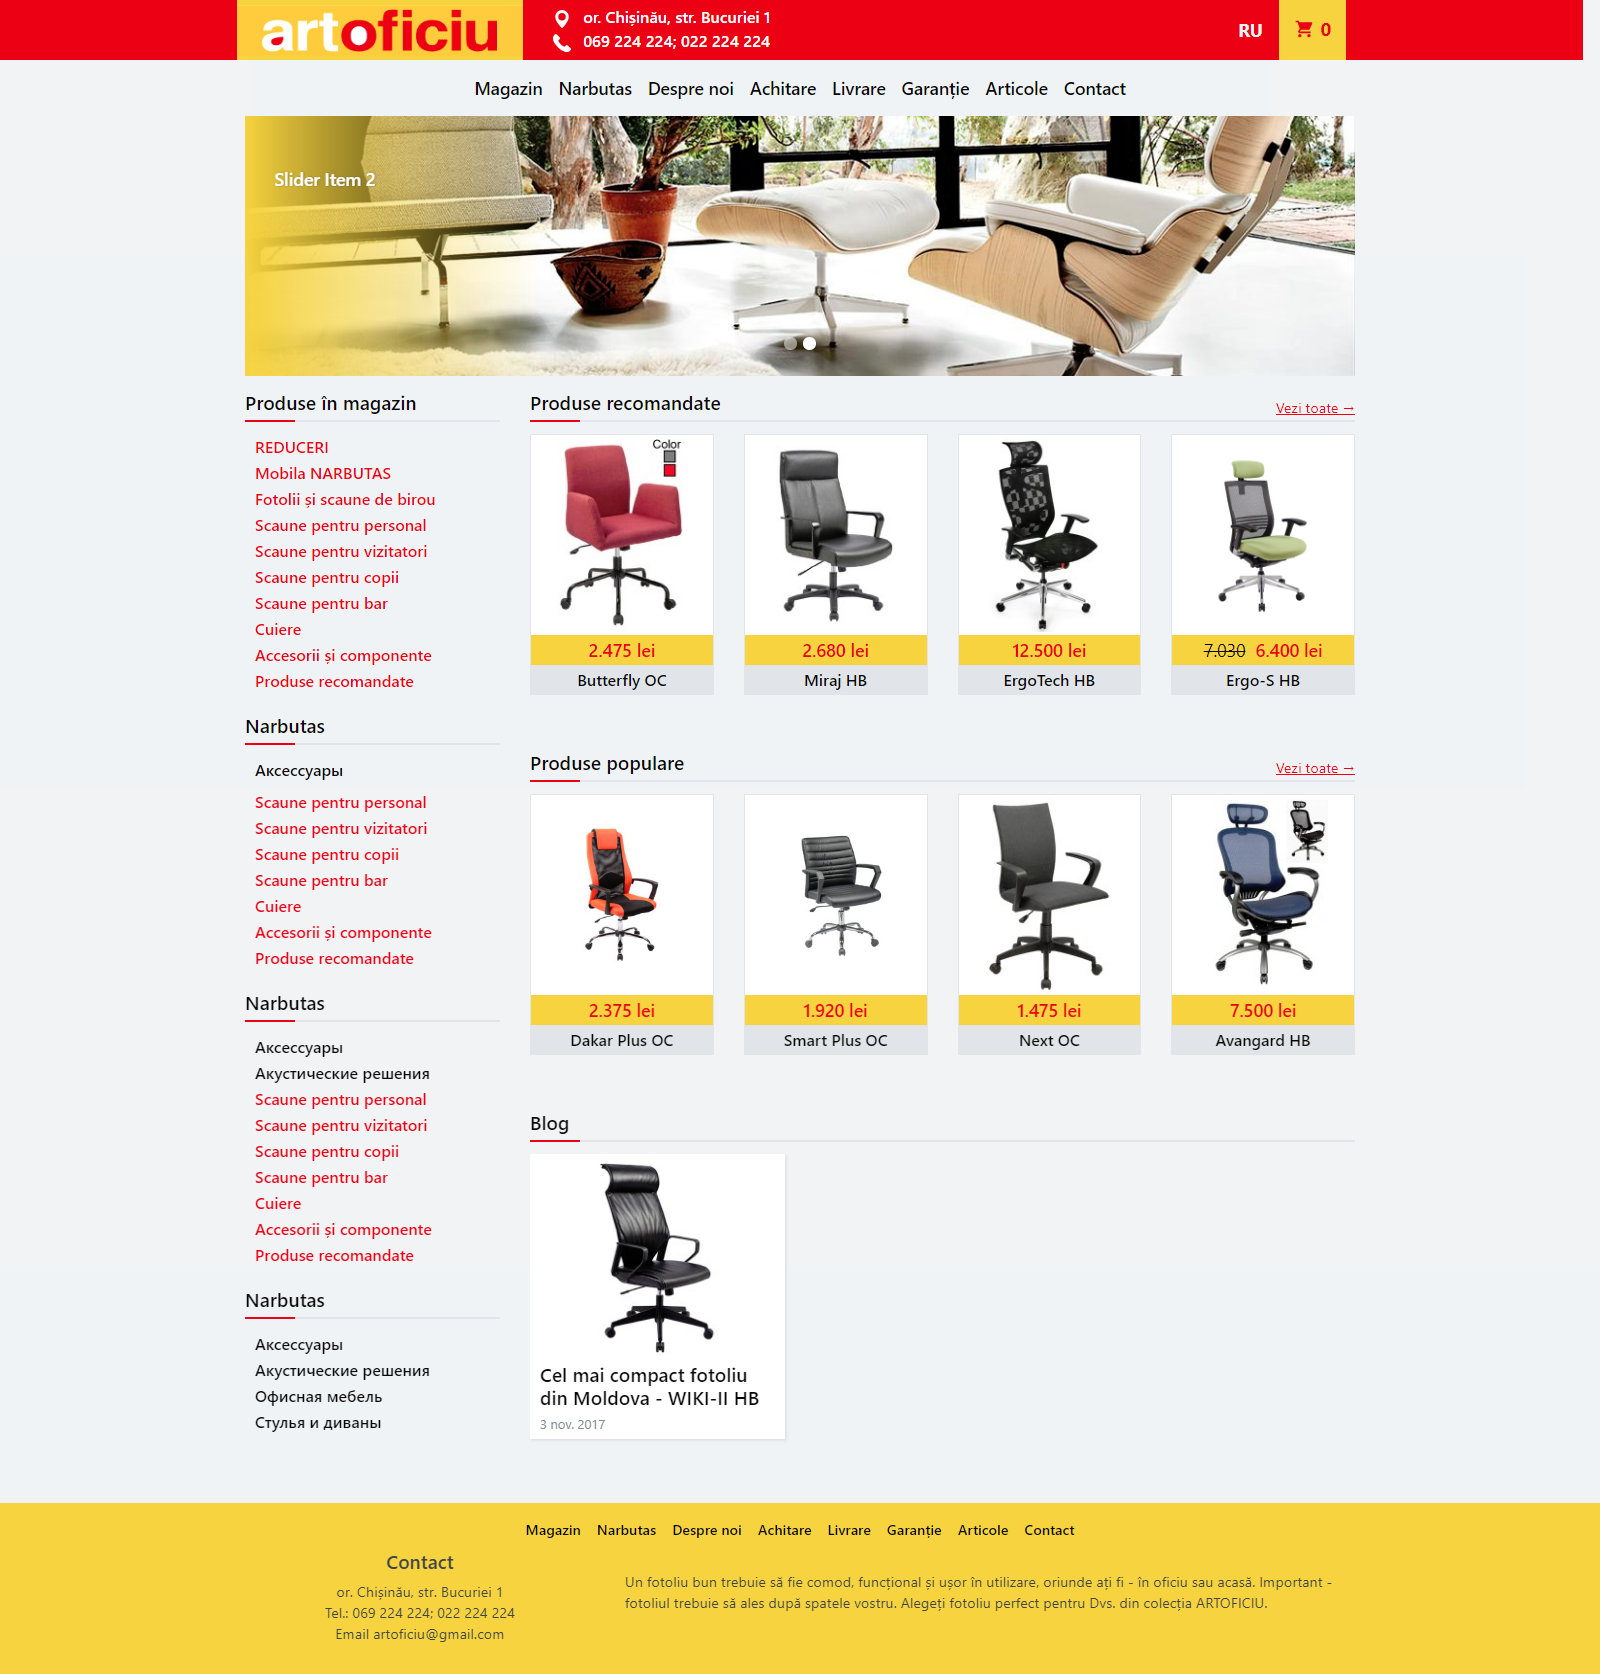 artoficiu
or. Chișinău, str. Bucuriei 1
069 224 224; 022 224 224
RU
0
Magazin Narbutas Despre noi Achitare Livrare Garanție Articole Contact
Slider Item 2
Produse în magazin
REDUCERI
Mobila NARBUTAS
Fotolii și scaune de birou
Scaune pentru personal
Scaune pentru vizitatori
Scaune pentru copii
Scaune pentru bar
Cuiere
Accesorii și componente
Produse recomandate
Narbutas
Аксессуары
Scaune pentru personal
Scaune pentru vizitatori
Scaune pentru copii
Scaune pentru bar
Cuiere
Accesorii și componente
Produse recomandate
Narbutas
Аксессуары
Акустические решения
Scaune pentru personal
Scaune pentru vizitatori
Scaune pentru copii
Scaune pentru bar
Cuiere
Accesorii și componente
Produse recomandate
Narbutas
Аксессуары
Акустические решения
Офисная мебель
Стулья и диваны
Produse recomandate
Vezi toate →
Color
2.475 lei
Butterfly OC
2.680 lei
Miraj HB
12.500 lei
ErgoTech HB
7.030 6.400 lei
Ergo-S HB
Produse populare
Vezi toate →
2.375 lei
Dakar Plus OC
1.920 lei
Smart Plus OC
1.475 lei
Next OC
7.500 lei
Avangard HB
Blog
Cel mai compact fotoliu
din Moldova - WIKI-II HB
3 nov. 2017
Magazin Narbutas Despre noi Achitare Livrare Garanție Articole Contact
Contact
or. Chișinău, str. Bucuriei 1
Tel.: 069 224 224; 022 224 224
Email artoficiu@gmail.com
Un fotoliu bun trebuie să fie comod, funcțional și ușor în utilizare, oriunde ați fi - în oficiu sau acasă. Important -
fotoliul trebuie să ales după spatele vostru. Alegeți fotoliu perfect pentru Dvs. din colecția ARTOFICIU.